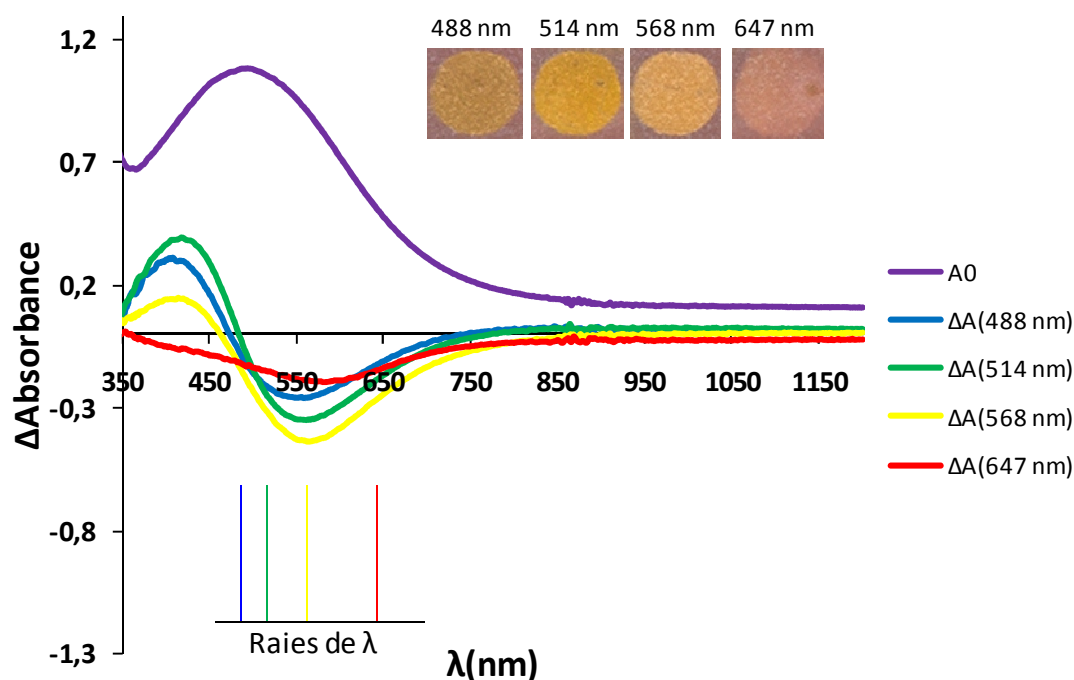 488 nm 514 nm 568 nm 647 nm
1,2
0,7
0,2
-0,3
-0,8
-1,3
ΔAbsorbance
350 450 550 650 750 850 950 1050 1150
A0
ΔA(488 nm)
ΔA(514 nm)
ΔA(568 nm)
ΔA(647 nm)
Raies de λ
λ(nm)